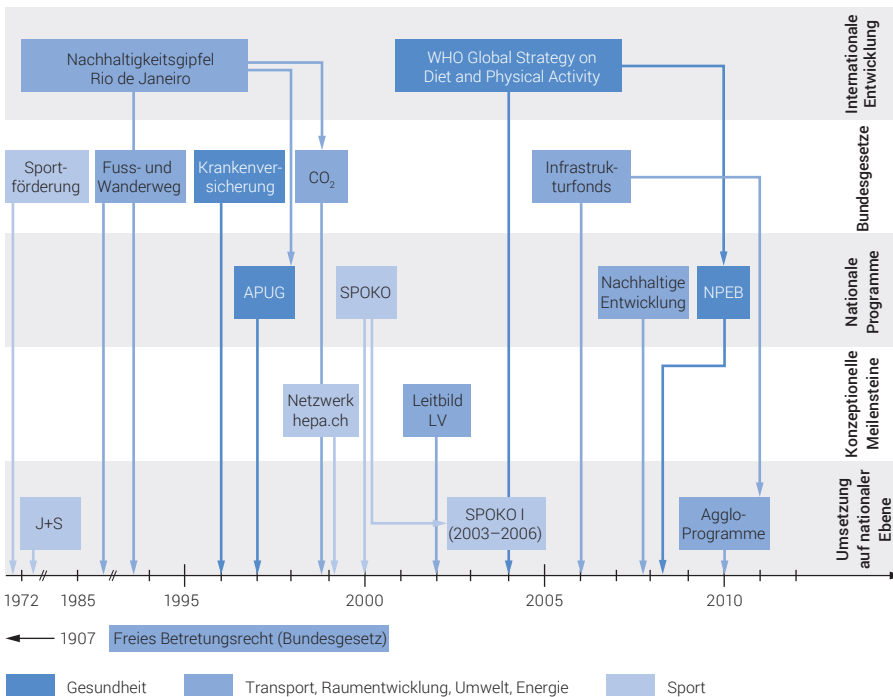 Nachhaltigkeitsgipfel
Rio de Janeiro
WHO Global Strategy on
Diet and Physical Activity
Internationale
Entwicklung
Sport-
förderung
Fuss- und
Wanderweg
Krankenver-
sicherung
CO₂
Infrastruk-
turfonds
Bundesgesetze
APUG
SPOKO
Nachhaltige
Entwicklung
NPEB
Nationale
Programme
Netzwerk
hepa.ch
Leitbild
LV
Konzeptionelle
Meilensteine
J+S
SPOKO I
(2003–2006)
Agglo-
Programme
Umsetzung
auf nationaler
Ebene
1972
1985
1995
2000
2005
2010
1907
Freies Betretungsrecht (Bundesgesetz)
Gesundheit
Transport, Raumentwicklung, Umwelt, Energie
Sport